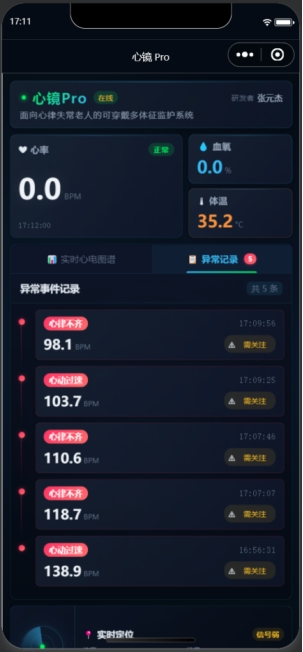 17:11
心镜 Pro
心镜Pro 在线 研发者 张元杰
面向心律失常老人的可穿戴多体征监护系统
心率 正常
0.0 BPM
17:12:00
血氧
0.0 %
体温
35.2 °C
实时心电图谱
异常记录 5
异常事件记录 共 5 条
心律不齐 17:09:56
98.1 BPM 需关注
心动过速 17:09:25
103.7 BPM 需关注
心律不齐 17:07:46
110.6 BPM 需关注
心律不齐 17:07:07
118.7 BPM 需关注
心动过速 16:56:31
138.9 BPM 需关注
实时定位 信号弱